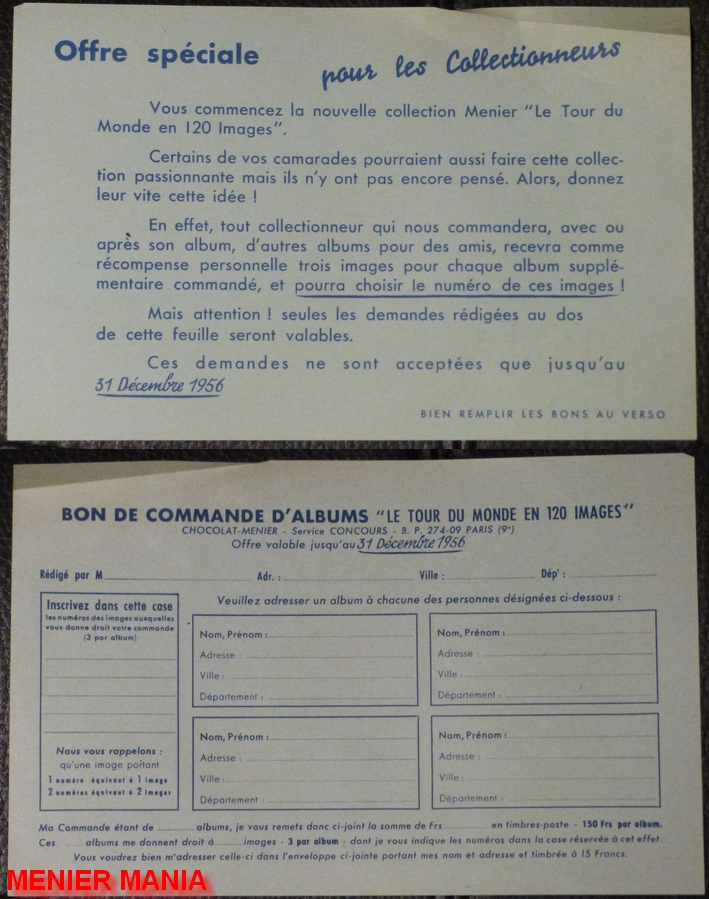 Offre spéciale pour les Collectionneurs
Vous commencez la nouvelle collection Menier "Le Tour du
Monde en 120 Images".
Certains de vos camarades pourraient aussi faire cette collec-
tion passionnante mais ils n'y ont pas encore pensé. Alors, donnez
leur vite cette idée !
En effet, tout collectionneur qui nous commandera, avec ou
après son album, d'autres albums pour des amis, recevra comme
récompense personnelle trois images pour chaque album supplé-
mentaire commandé, et pourra choisir le numéro de ces images !
Mais attention ! seules les demandes rédigées au dos
de cette feuille seront valables.
Ces demandes ne sont acceptées que jusqu'au
31 Décembre 1956
BIEN REMPLIR LES BONS AU VERSO
BON DE COMMANDE D'ALBUMS "LE TOUR DU MONDE EN 120 IMAGES"
CHOCOLAT-MENIER - Service CONCOURS - B. P. 274-09 PARIS (9e)
Offre valable jusqu'au 31 Décembre 1956
Rédigé par M Adr. : Ville : Dépt :
Inscrivez dans cette case
les numéros des images auxquelles
vous donne droit votre commande
(3 par album)
Nous vous rappelons :
qu'une image portant
1 numéro équivaut à 1 image
2 numéros équivaut à 2 images
Veuillez adresser un album à chacune des personnes désignées ci-dessous :
Nom, Prénom :
Adresse :
Ville :
Département :
Nom, Prénom :
Adresse :
Ville :
Département :
Nom, Prénom :
Adresse :
Ville :
Département :
Nom, Prénom :
Adresse :
Ville :
Département :
Ma Commande étant de albums, je vous remets donc ci-joint la somme de Frs en timbres-poste - 150 Frs par album.
Ces albums me donnent droit à images - 3 par album - dont je vous indique les numéros dans la case réservée à cet effet.
Vous voudrez bien m'adresser celle-ci dans l'enveloppe ci-jointe portant mes nom et adresse et timbrée à 15 Francs.
MENIER MANIA